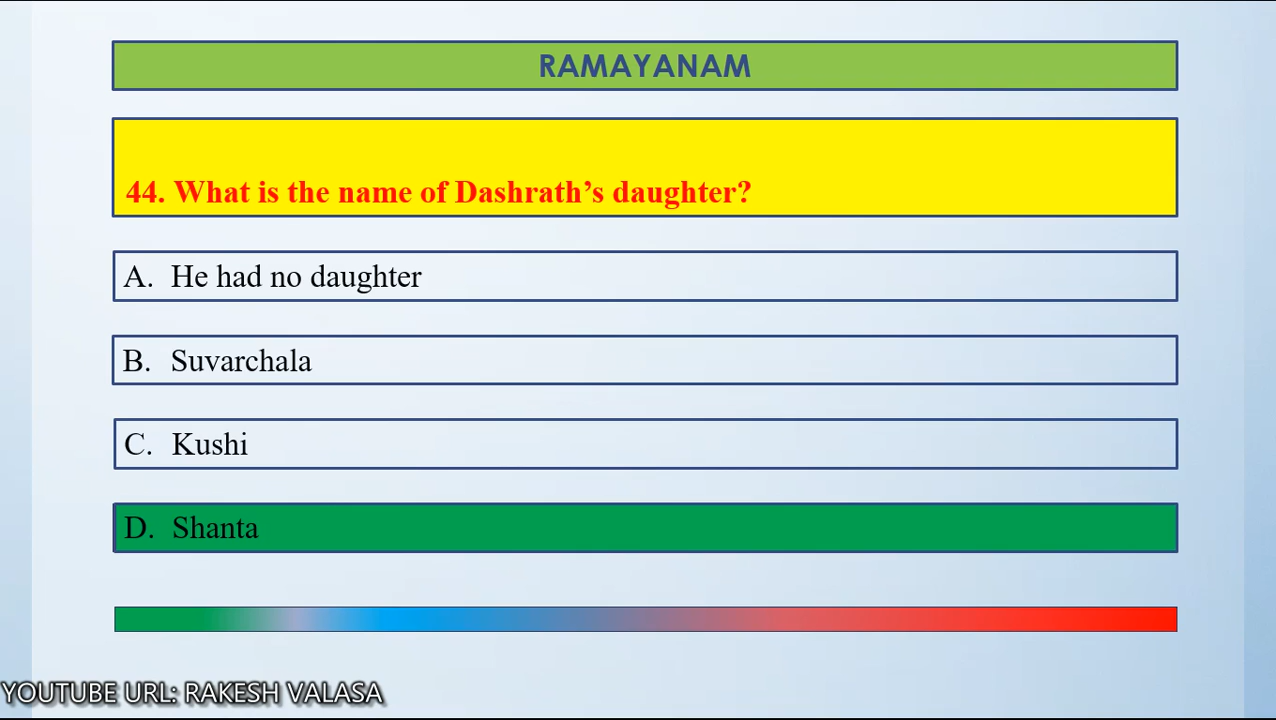 RAMAYANAM
44. What is the name of Dashrath’s daughter?
A. He had no daughter
B. Suvarchala
C. Kushi
D. Shanta
YOUTUBE URL: RAKESH VALASA